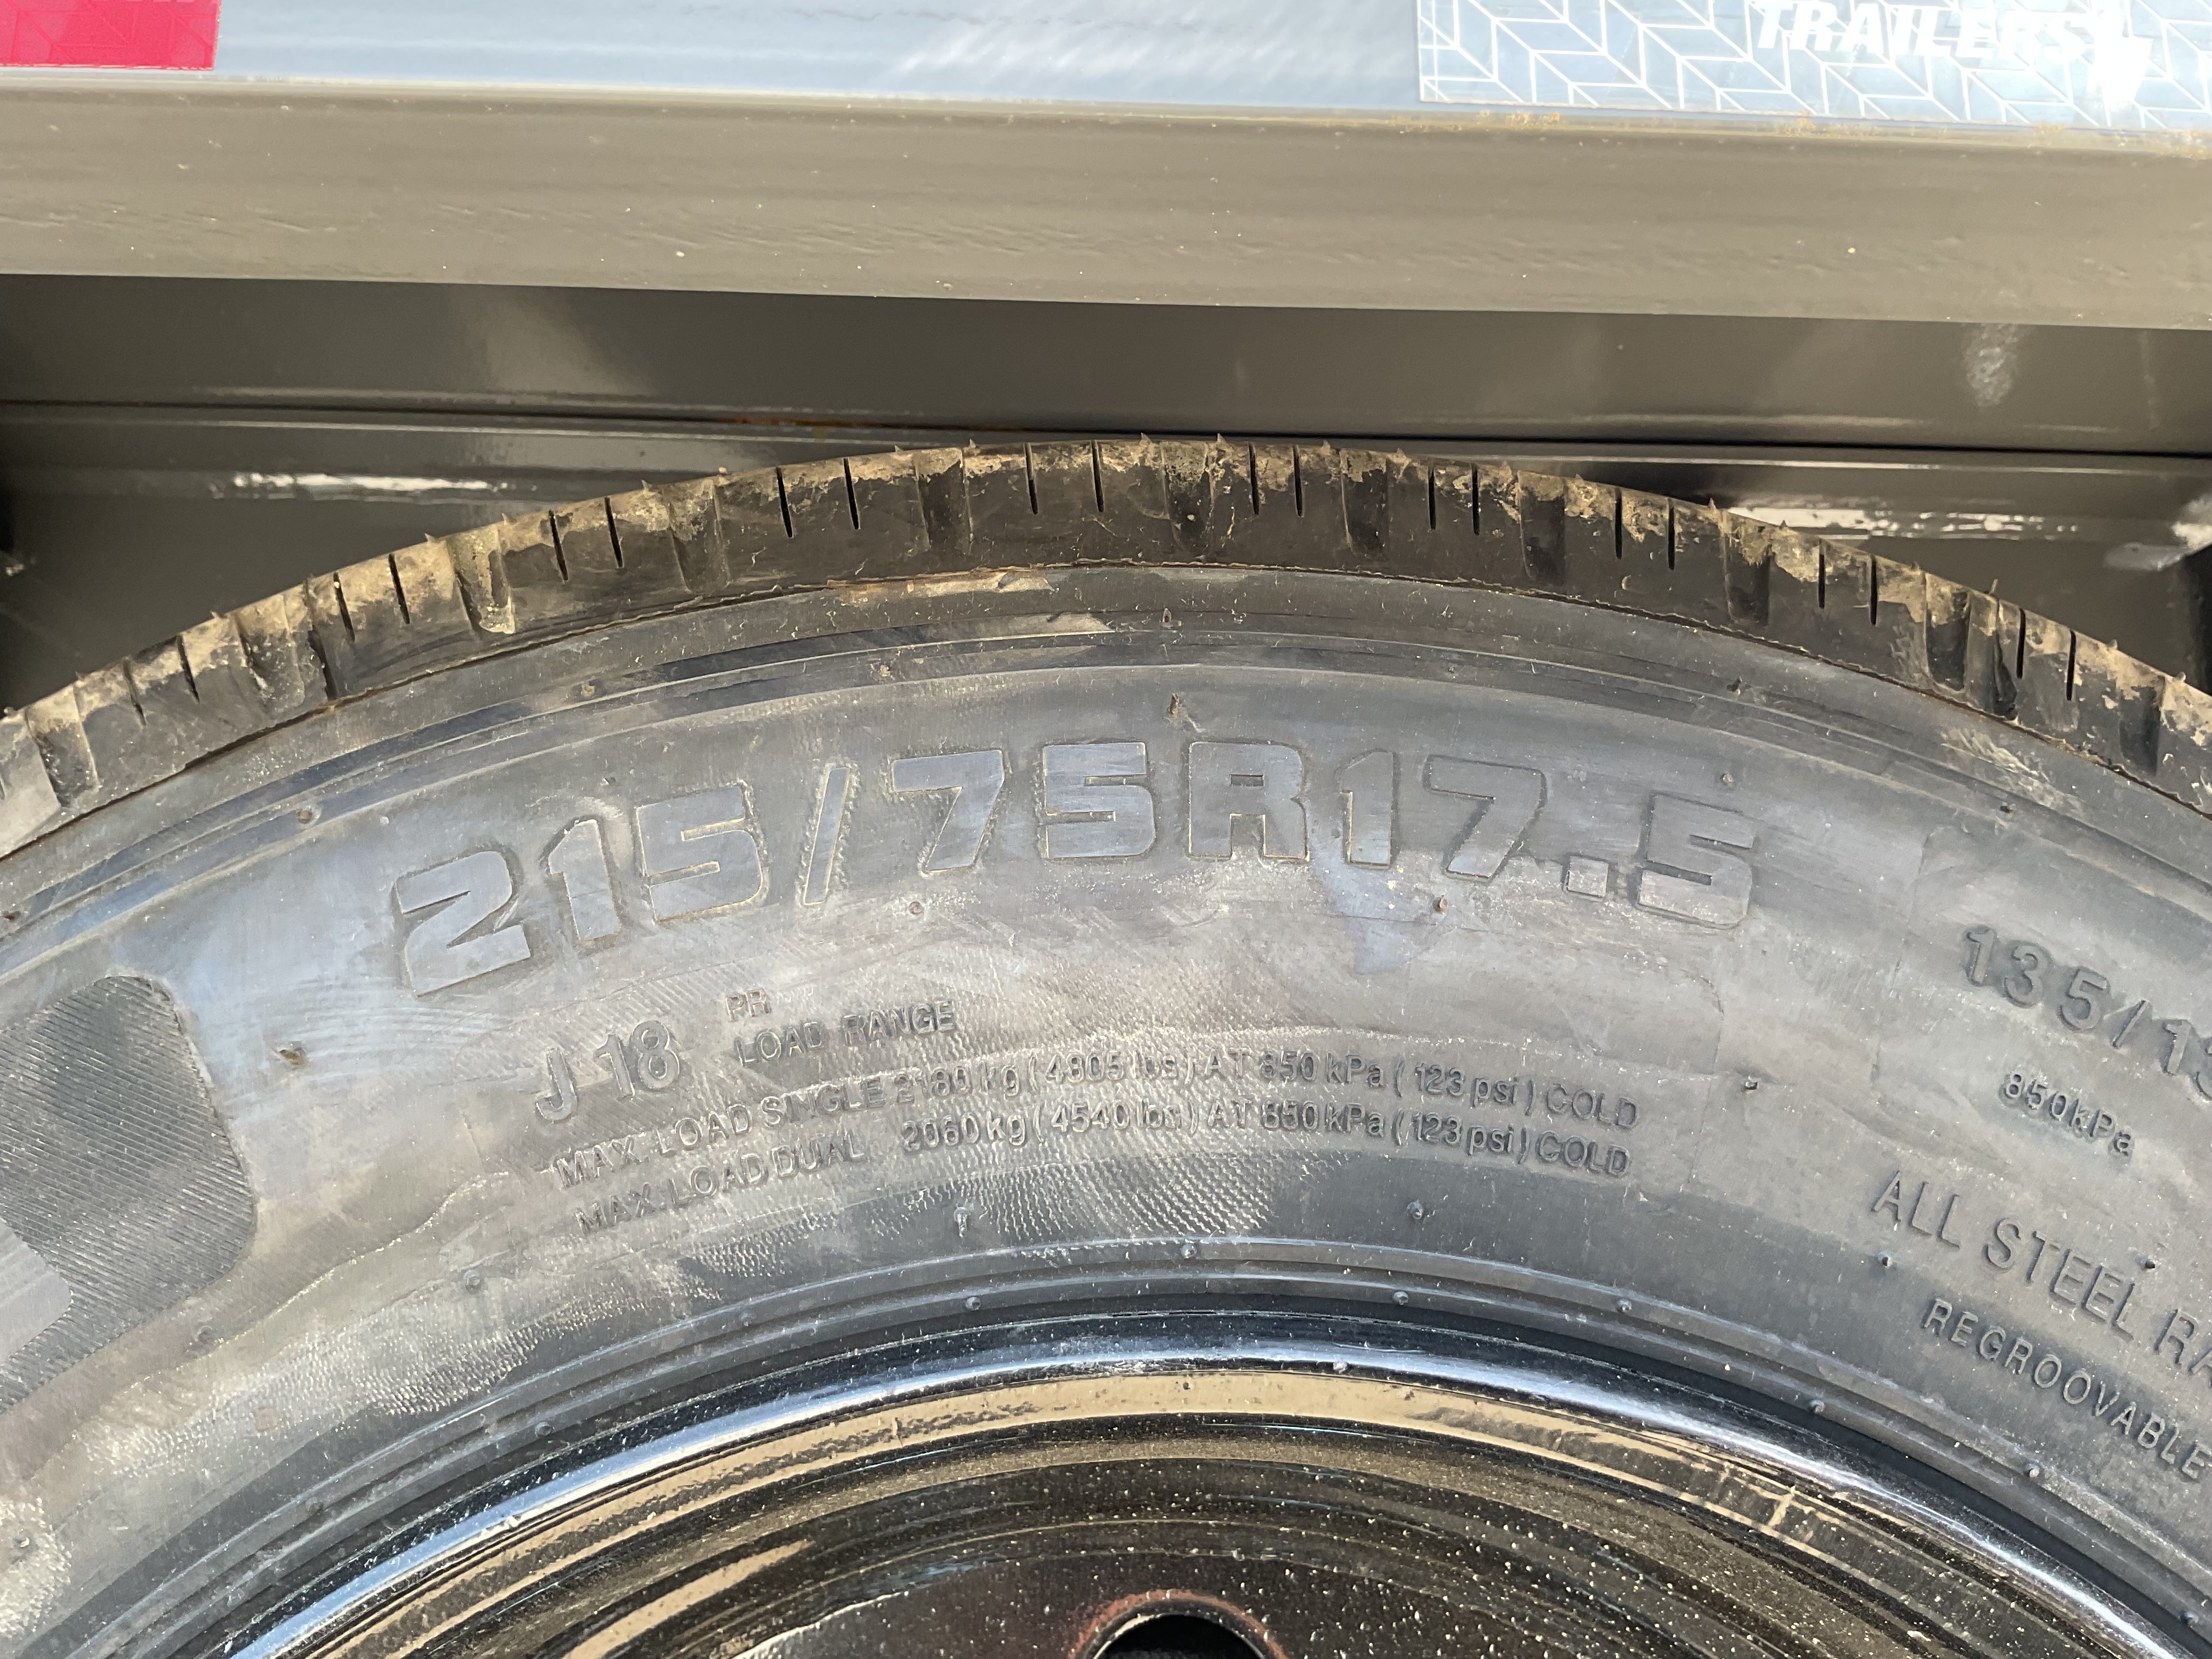 TRAILERS
215/75R17.5
J 18 PR
LOAD RANGE
MAX. LOAD SINGLE 2180 kg ( 4805 lbs ) AT 850 kPa ( 123 psi ) COLD
MAX. LOAD DUAL 2060 kg ( 4540 lbs ) AT 850 kPa ( 123 psi ) COLD
850kPa
ALL STEEL
REGROOVABLE